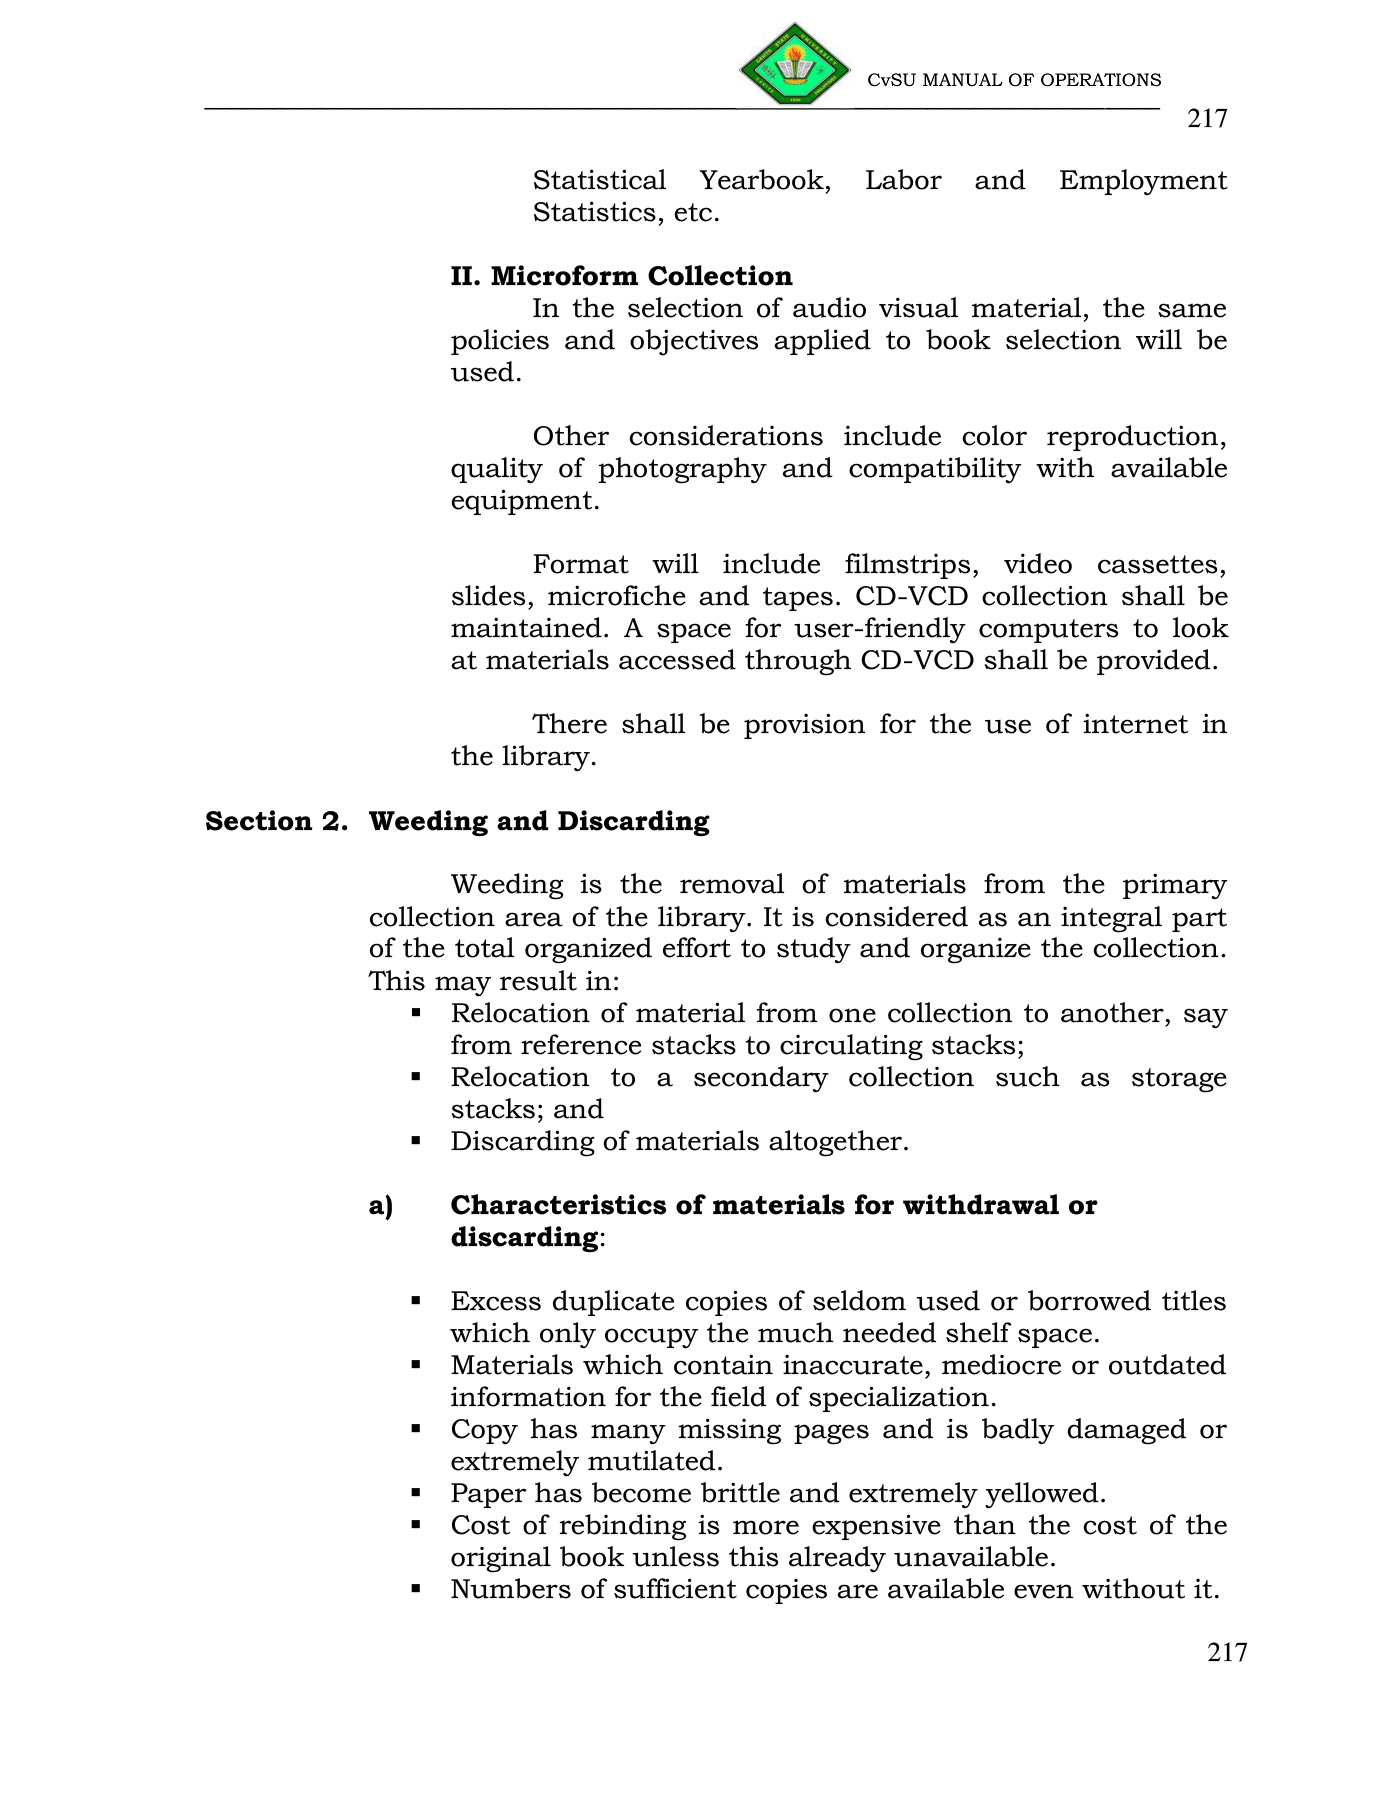 CvSU MANUAL OF OPERATIONS
217
Statistical Yearbook, Labor and Employment
Statistics, etc.
II. Microform Collection
In the selection of audio visual material, the same
policies and objectives applied to book selection will be
used.
Other considerations include color reproduction,
quality of photography and compatibility with available
equipment.
Format will include filmstrips, video cassettes,
slides, microfiche and tapes. CD-VCD collection shall be
maintained. A space for user-friendly computers to look
at materials accessed through CD-VCD shall be provided.
There shall be provision for the use of internet in
the library.
Section 2. Weeding and Discarding
Weeding is the removal of materials from the primary
collection area of the library. It is considered as an integral part
of the total organized effort to study and organize the collection.
This may result in:
▪ Relocation of material from one collection to another, say
from reference stacks to circulating stacks;
▪ Relocation to a secondary collection such as storage
stacks; and
▪ Discarding of materials altogether.
a) Characteristics of materials for withdrawal or
discarding:
▪ Excess duplicate copies of seldom used or borrowed titles
which only occupy the much needed shelf space.
▪ Materials which contain inaccurate, mediocre or outdated
information for the field of specialization.
▪ Copy has many missing pages and is badly damaged or
extremely mutilated.
▪ Paper has become brittle and extremely yellowed.
▪ Cost of rebinding is more expensive than the cost of the
original book unless this already unavailable.
▪ Numbers of sufficient copies are available even without it.
217